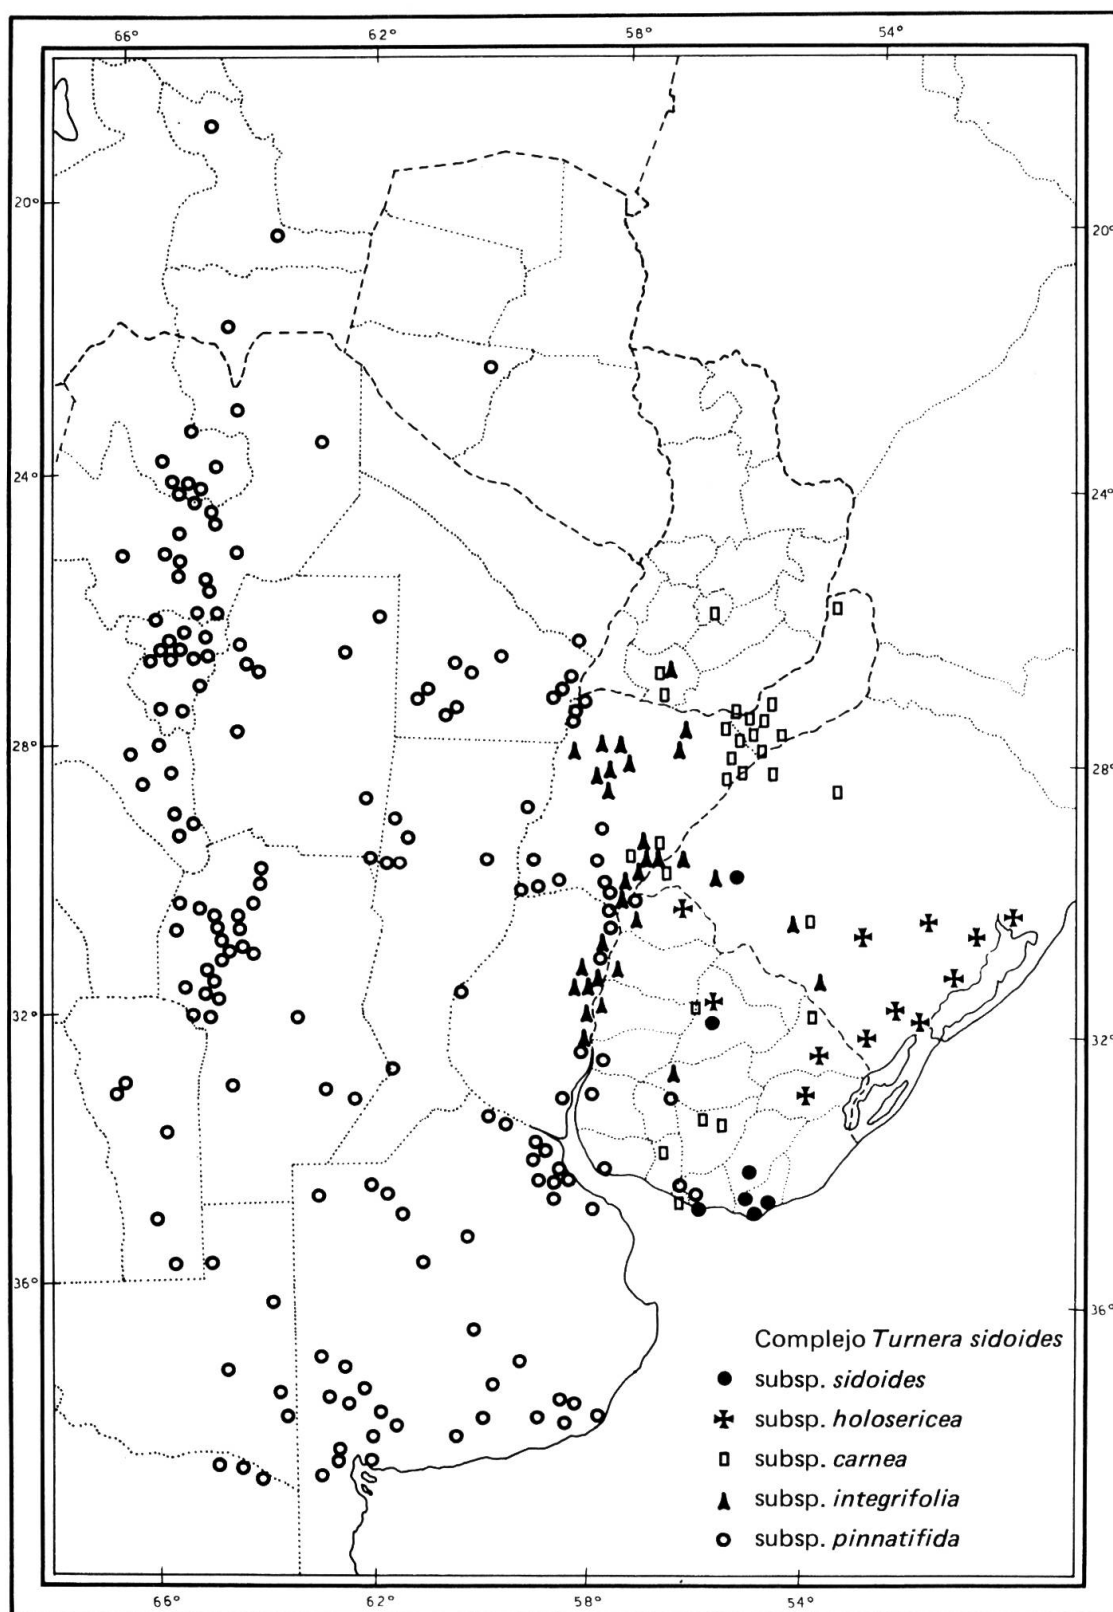 66° 62° 58° 54°
20° 20°
24° 24°
28° 28°
32° 32°
36° 36°
Complejo Turnera sidoides
subsp. sidoides
subsp. holosericea
subsp. carnea
subsp. integrifolia
subsp. pinnatifida
66° 62° 58° 54°